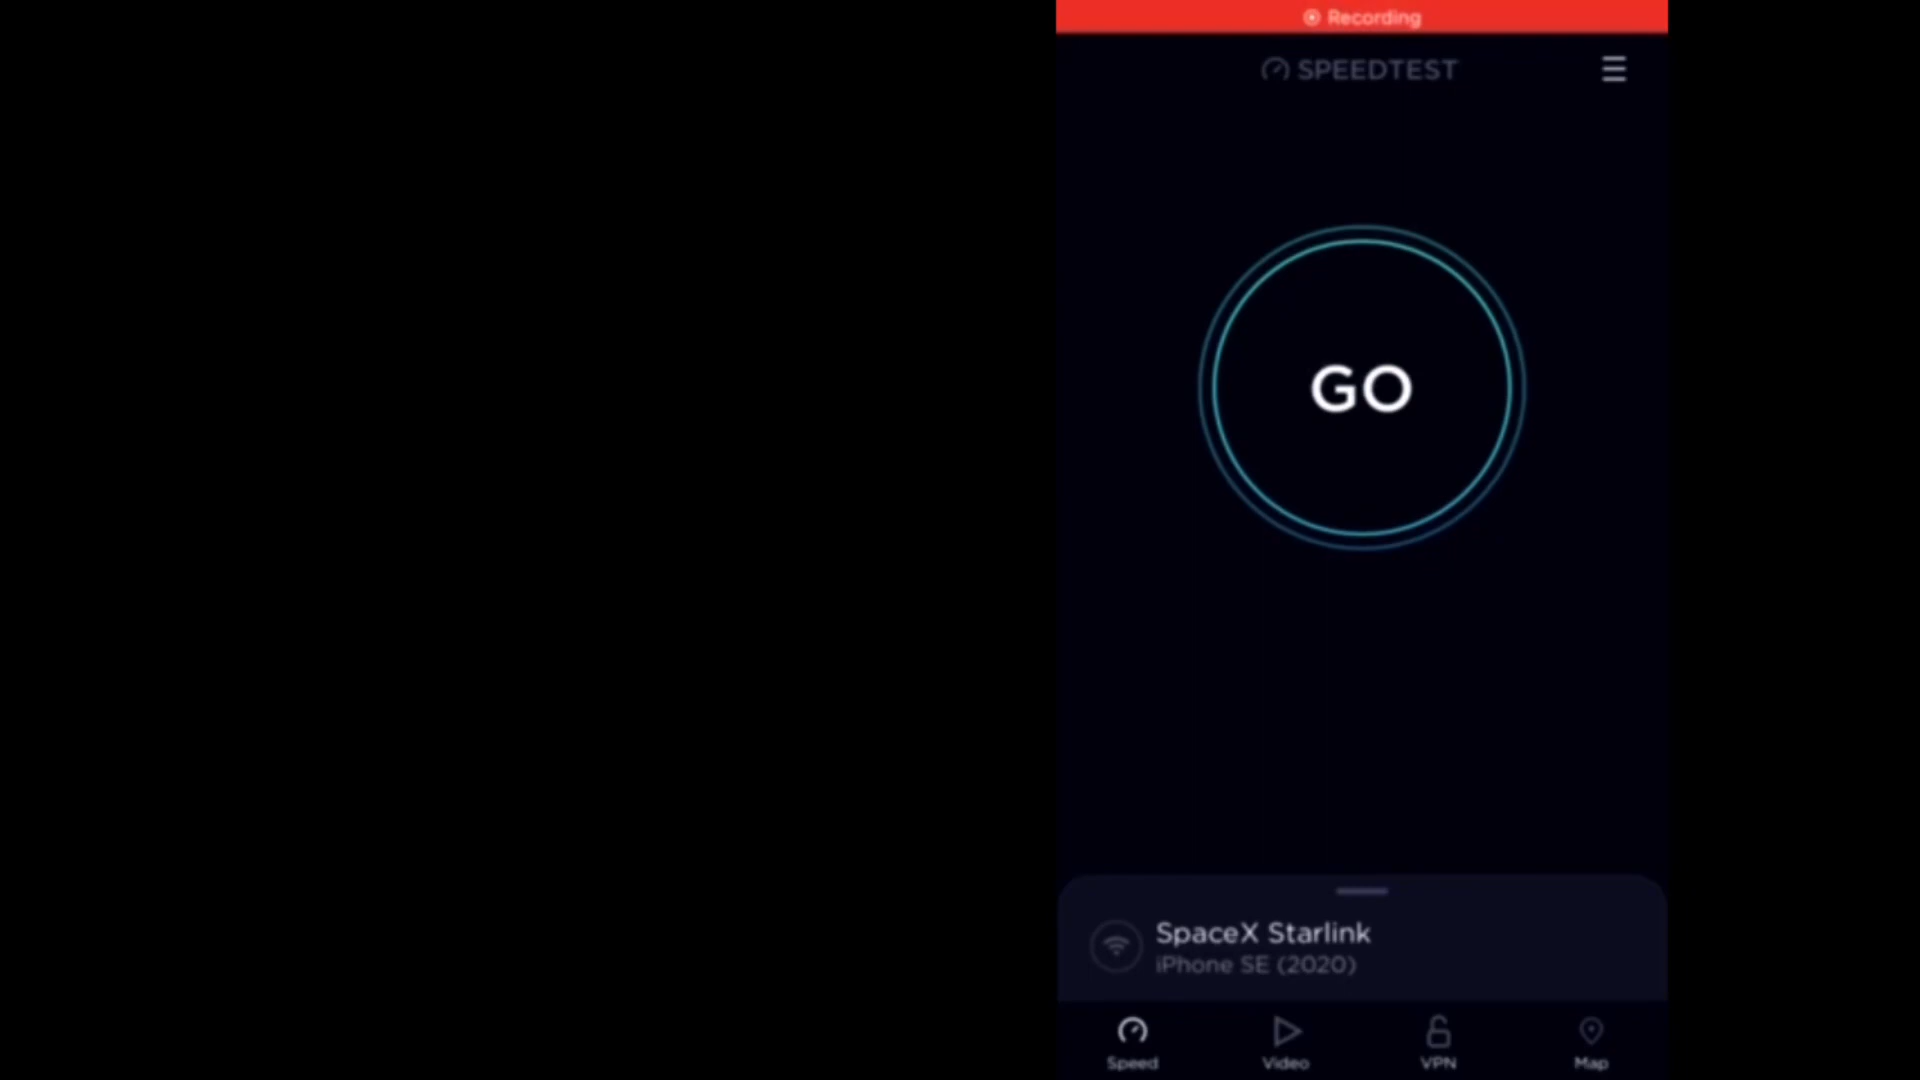 Recording
SPEEDTEST
GO
SpaceX Starlink
iPhone SE (2020)
Speed Video VPN Map